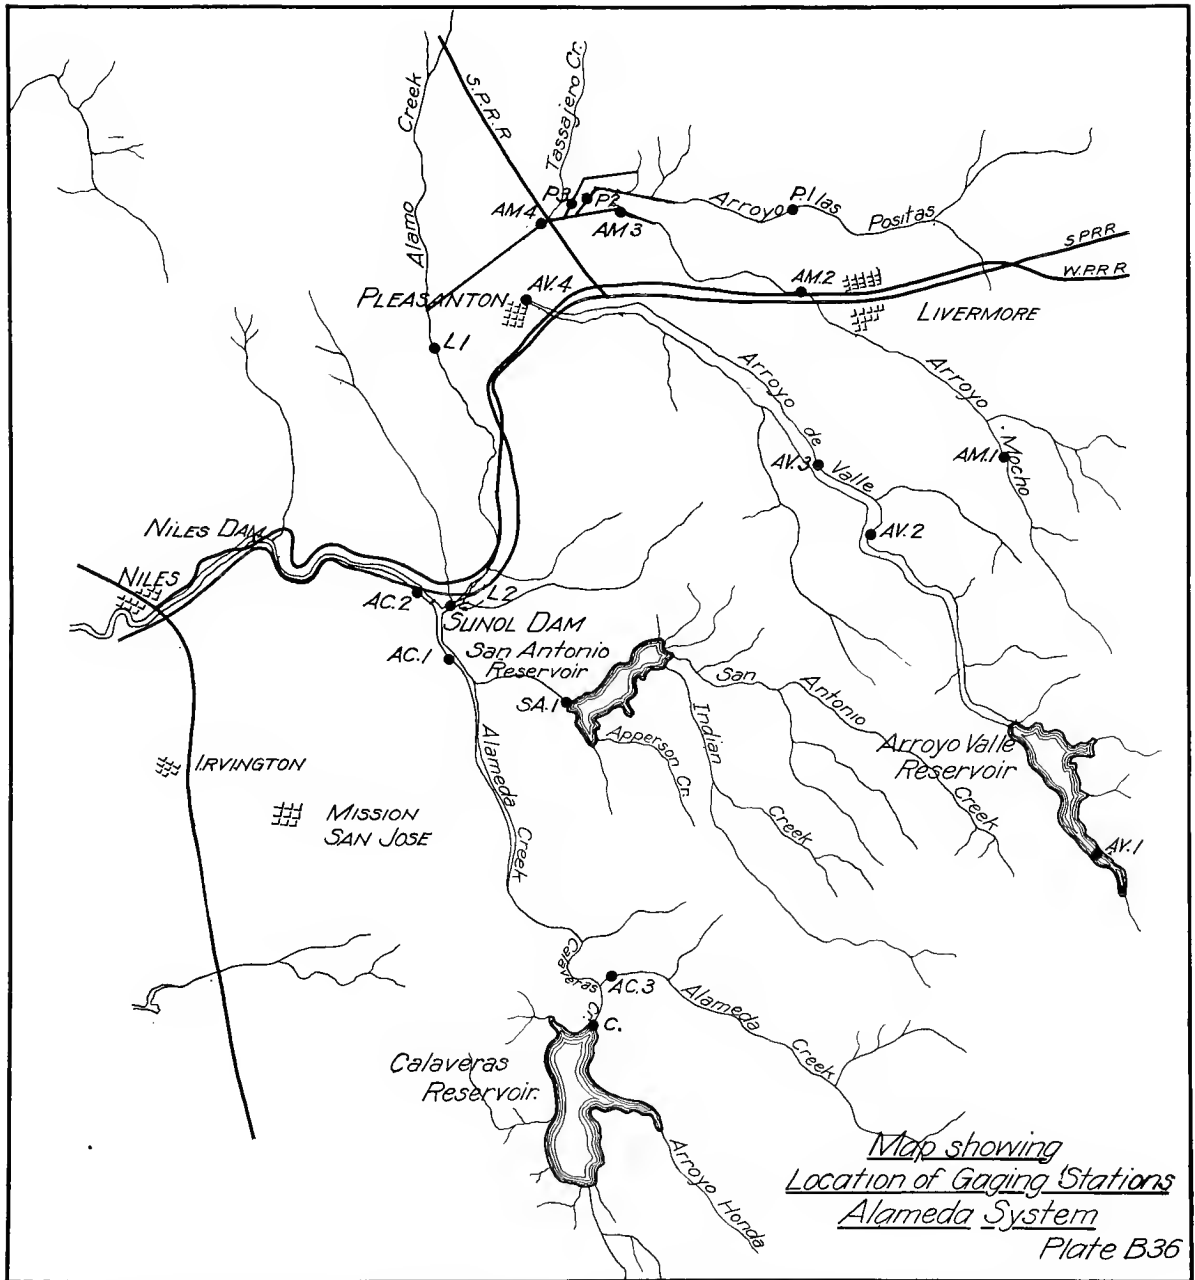 Alamo Creek
S.P.R.R
Tassajero Cr.
P3
P2
AM 4
AM 3
Arroyo las Positas
P.1
S.P.R.R
W.P.R.R
AM.2
LIVERMORE
AV.4
PLEASANTON
L1
Arroyo de Valle
Arroyo Mocho
AV.3
AM.1
AV.2
NILES DAM
NILES
AC.2
L2
SUNOL DAM
AC.1
San Antonio
Reservoir
SA.1
San Antonio Creek
Indian Creek
Apperson Cr.
Arroyo Valle
Reservoir
AV.1
Alameda Creek
IRVINGTON
MISSION
SAN JOSE
Calaveras Cr.
AC.3
C.
Alameda Creek
Calaveras
Reservoir.
Arroyo Honda
Map showing
Location of Gaging Stations
Alameda System
Plate B36